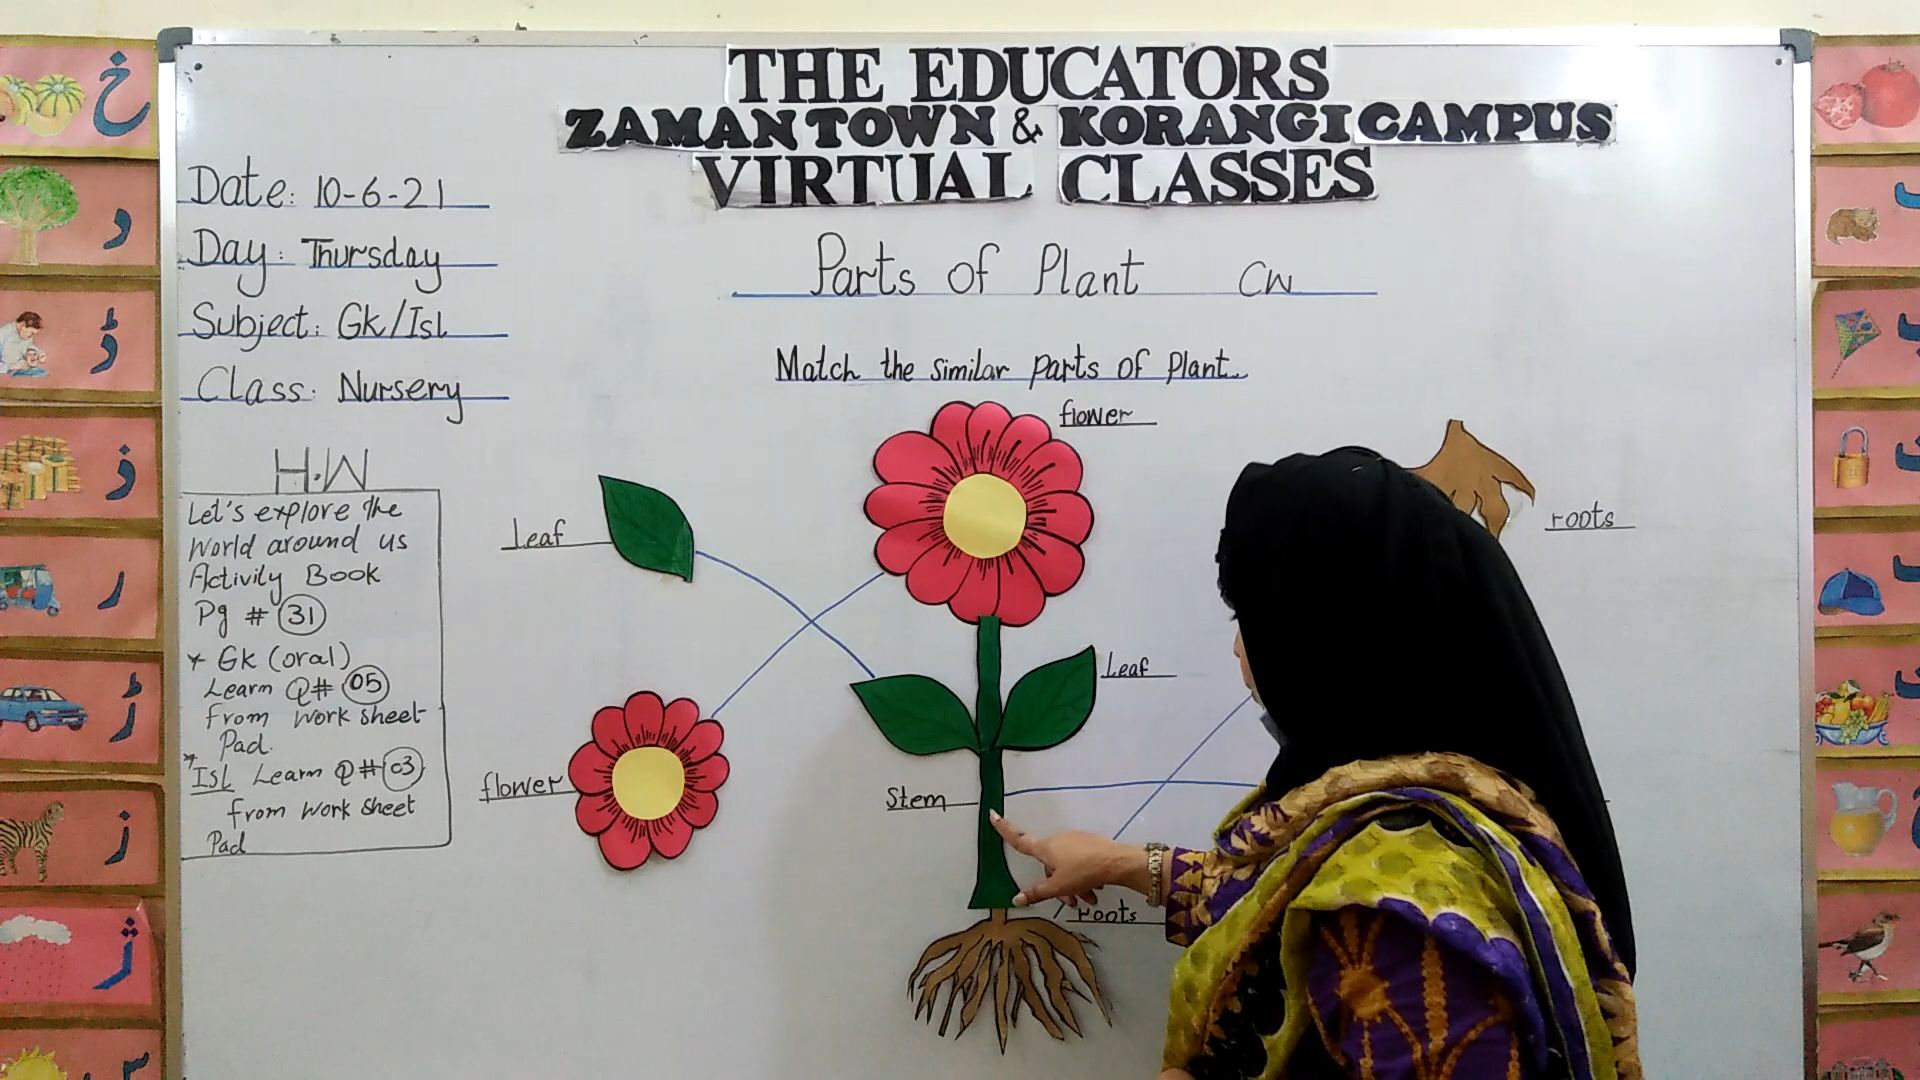 THE EDUCATORS
ZAMAN TOWN & KORANGI CAMPUS
VIRTUAL CLASSES
Date: 10-6-21
Day: Thursday
Subject: Gk/Isl
Class: Nursery
Parts of Plant CW
Match the similar parts of Plant.
H.W
Let's explore the
World around us
Activity Book
Pg # 31
* Gk (oral)
Learn Q# 05
from work sheet
Pad.
* Isl Learn Q# 03
from work sheet
Pad
flower
Leaf
roots
Leaf
flower
Stem
roots
خ
د
ڈ
ذ
ر
ڑ
ز
ژ